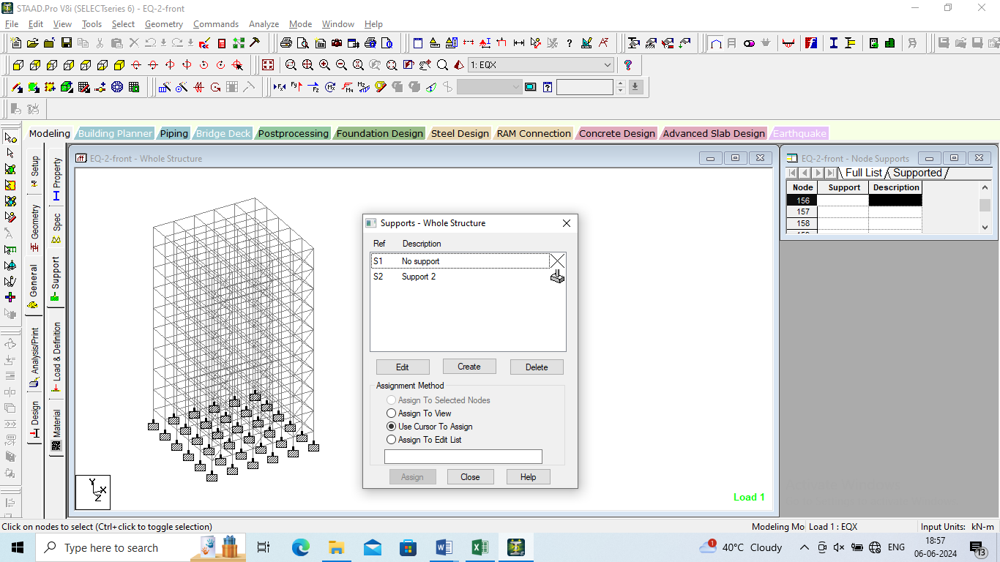 STAAD.Pro V8i (SELECTseries 6) - EQ-2-front
File Edit View Tools Select Geometry Commands Analyze Mode Window Help
1: EQX
Modeling Building Planner Piping Bridge Deck Postprocessing Foundation Design Steel Design RAM Connection Concrete Design Advanced Slab Design Earthquake
Setup
Geometry
General
Analysis/Print
Design
Property
Spec
Support
Load & Definition
Material
EQ-2-front - Whole Structure
Y
X
Z
Load 1
Supports - Whole Structure
Ref Description
S1 No support
S2 Support 2
Edit Create Delete
Assignment Method
Assign To Selected Nodes
Assign To View
Use Cursor To Assign
Assign To Edit List
Assign Close Help
EQ-2-front - Node Supports
Full List Supported
Node Support Description
156
157
158
Click on nodes to select (Ctrl+click to toggle selection)
Modeling Mo Load 1 : EQX Input Units: kN-m
Type here to search
1
40°C Cloudy
ENG
18:57
06-06-2024
13